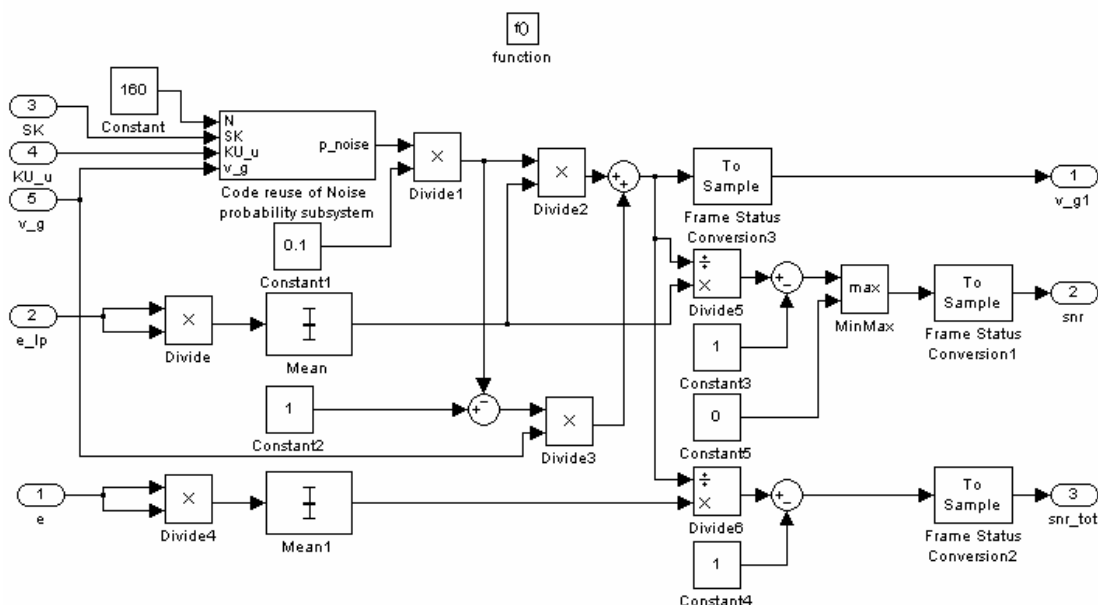 f()
function
160
Constant
3
SK
4
KU_u
5
v_g
N
SK
KU_u
v_g
p_noise
Code reuse of Noise
probability subsystem
×
Divide1
×
Divide2
+
+
To
Sample
Frame Status
Conversion3
1
v_g1
0.1
Constant1
2
e_lp
×
Divide
Mean
÷
×
Divide5
+
−
max
MinMax
To
Sample
Frame Status
Conversion1
2
snr
1
Constant3
1
Constant2
+
−
×
Divide3
0
Constant5
1
e
×
Divide4
Mean1
÷
×
Divide6
+
−
To
Sample
Frame Status
Conversion2
3
snr_tot
1
Constant4